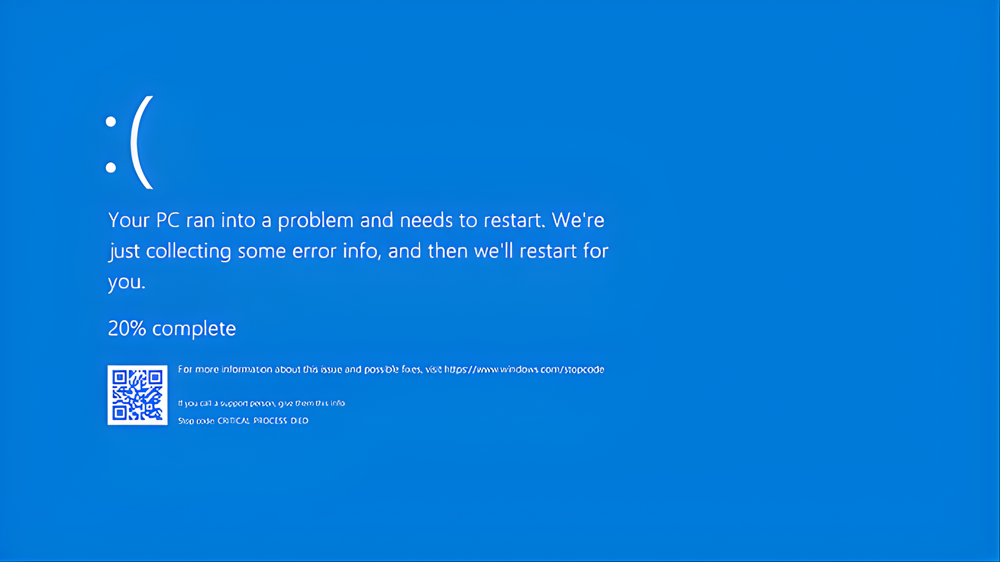 :(
Your PC ran into a problem and needs to restart. We're
just collecting some error info, and then we'll restart for
you.
20% complete
For more information about this issue and possible fixes, visit https://www.windows.com/stopcode
If you call a support person, give them this info
Stop code: CRITICAL PROCESS DIED